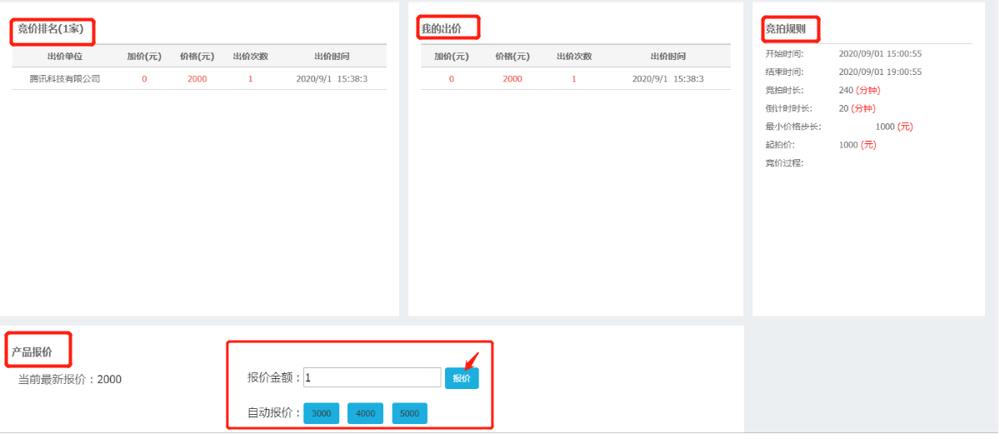 竞价排名(1家)
出价单位 加价(元) 价格(元) 出价次数 出价时间
腾讯科技有限公司 0 2000 1 2020/9/1 15:38:3
我的出价
加价(元) 价格(元) 出价次数 出价时间
0 2000 1 2020/9/1 15:38:3
竞拍规则
开始时间: 2020/09/01 15:00:55
结束时间: 2020/09/01 19:00:55
竞拍时长: 240 (分钟)
倒计时时长: 20 (分钟)
最小价格步长: 1000 (元)
起拍价: 1000 (元)
竞价过程:
产品报价
当前最新报价：2000
报价金额：1 报价
自动报价：3000 4000 5000